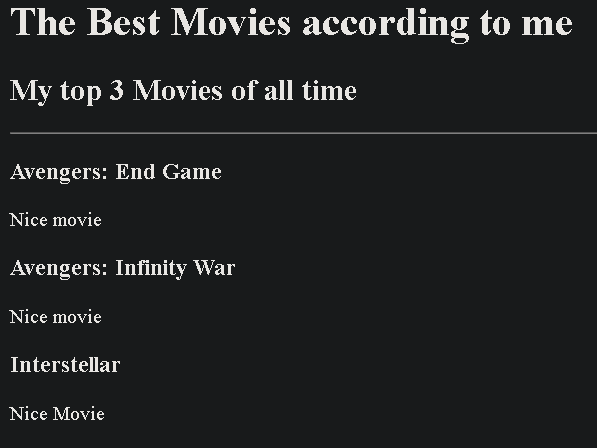 The Best Movies according to me
My top 3 Movies of all time
Avengers: End Game
Nice movie
Avengers: Infinity War
Nice movie
Interstellar
Nice Movie